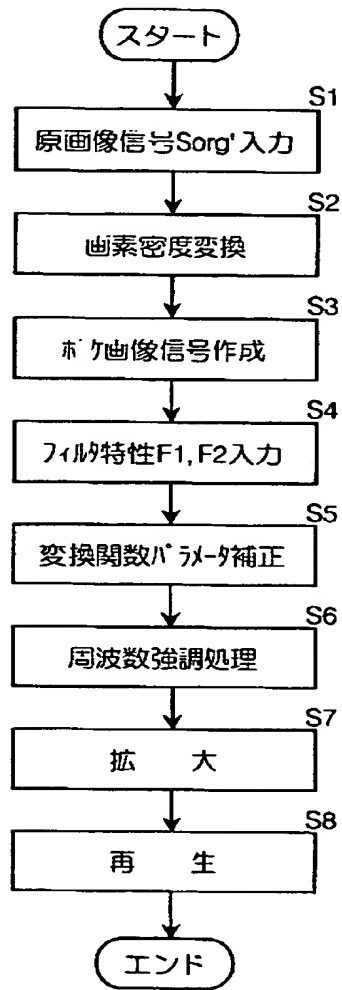 スタート
S1
原画像信号Sorg'入力
S2
画素密度変換
S3
ボケ画像信号作成
S4
フィルタ特性F1,F2入力
S5
変換関数パラメータ補正
S6
周波数強調処理
S7
拡 大
S8
再 生
エンド